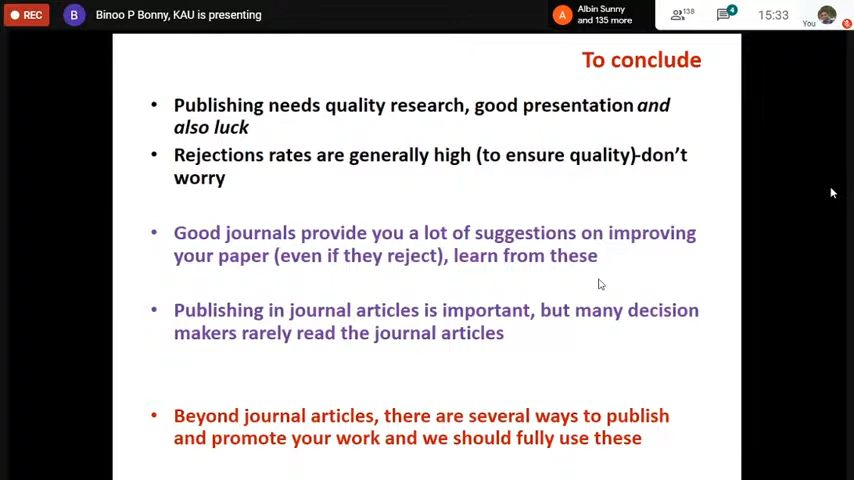 REC
B
Binoo P Bonny, KAU is presenting
A
Albin Sunny
and 135 more
138
4
15:33
You
To conclude
• Publishing needs quality research, good presentation and
also luck
• Rejections rates are generally high (to ensure quality)-don't
worry
• Good journals provide you a lot of suggestions on improving
your paper (even if they reject), learn from these
• Publishing in journal articles is important, but many decision
makers rarely read the journal articles
• Beyond journal articles, there are several ways to publish
and promote your work and we should fully use these